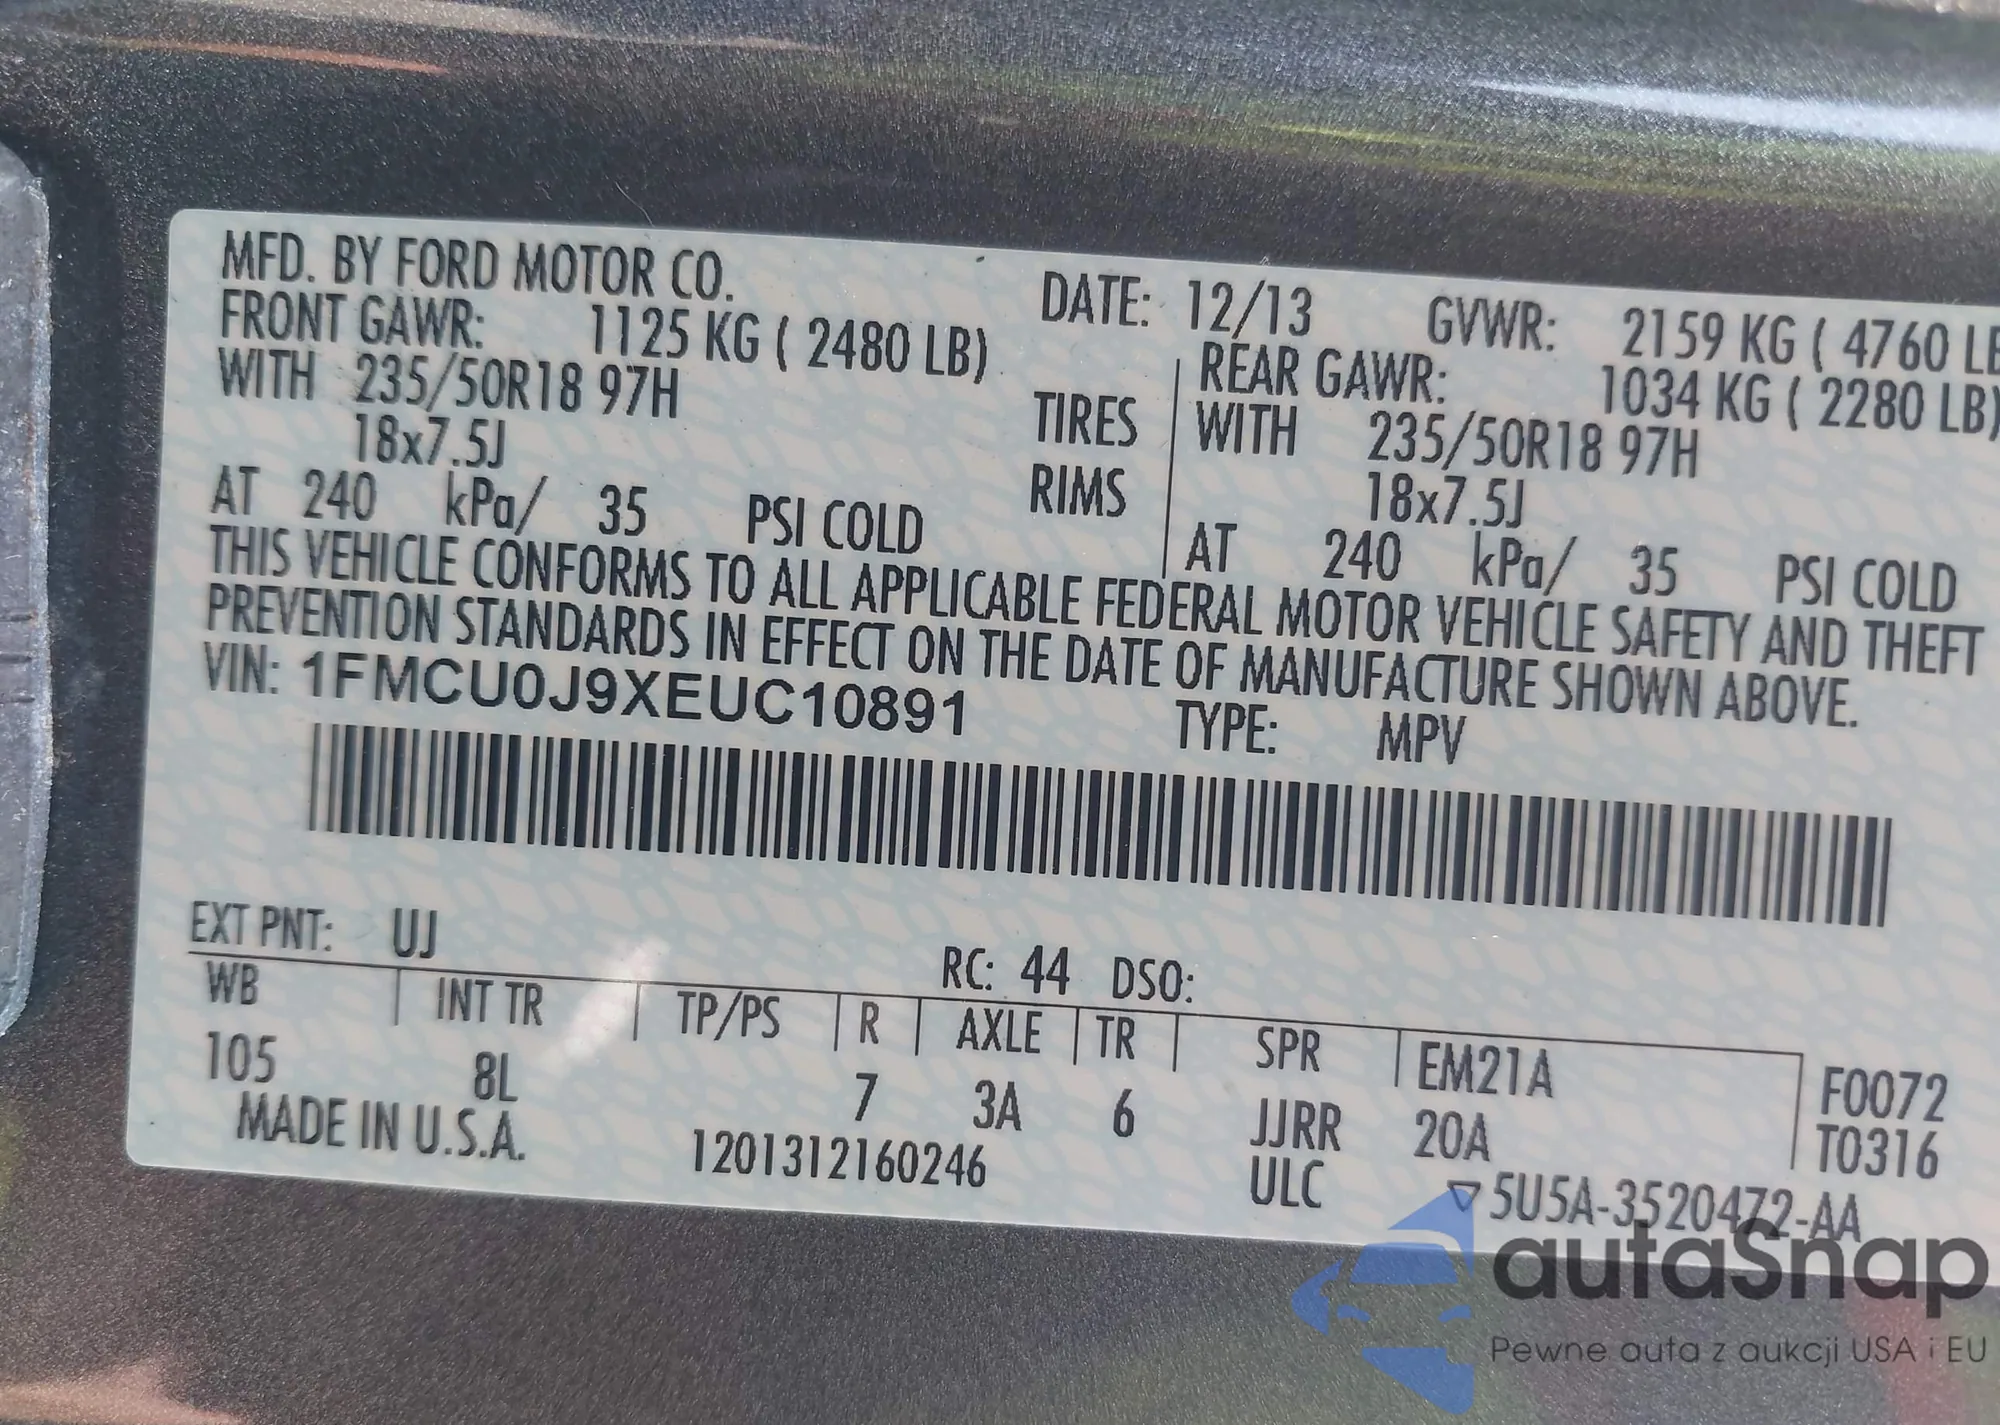 MFD. BY FORD MOTOR CO. DATE: 12/13 GVWR: 2159 KG ( 4760 LB
FRONT GAWR: 1125 KG ( 2480 LB) REAR GAWR: 1034 KG ( 2280 LB)
WITH 235/50R18 97H TIRES WITH 235/50R18 97H
18x7.5J RIMS 18x7.5J
AT 240 kPa/ 35 PSI COLD AT 240 kPa/ 35 PSI COLD
THIS VEHICLE CONFORMS TO ALL APPLICABLE FEDERAL MOTOR VEHICLE SAFETY AND THEFT
PREVENTION STANDARDS IN EFFECT ON THE DATE OF MANUFACTURE SHOWN ABOVE.
VIN: 1FMCU0J9XEUC10891 TYPE: MPV
EXT PNT: UJ RC: 44 DSO:
WB INT TR TP/PS R AXLE TR SPR EM21A F0072
105 8L 7 3A 6 JJRR 20A T0316
MADE IN U.S.A. 1201312160246 ULC ▽5U5A-3520472-AA
autaSnap
Pewne auta z aukcji USA i EU